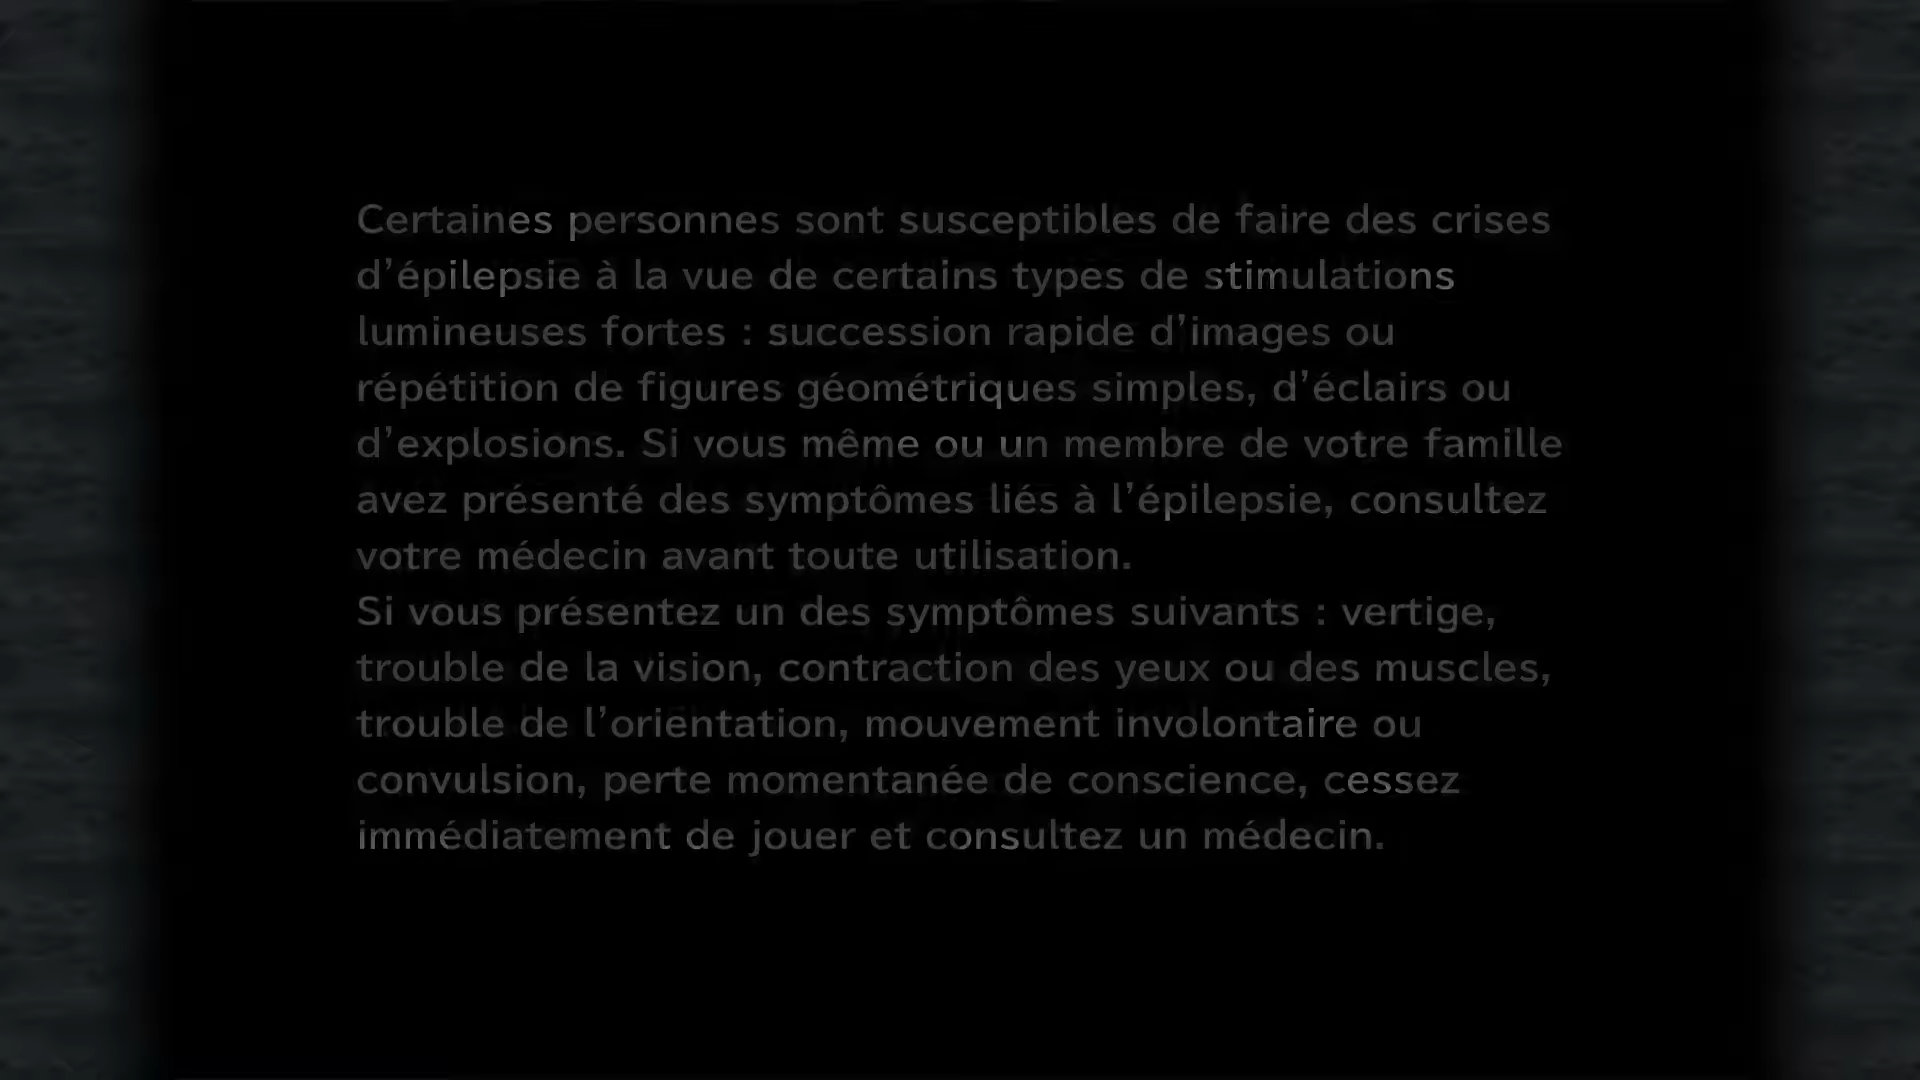 Certaines personnes sont susceptibles de faire des crises
d’épilepsie à la vue de certains types de stimulations
lumineuses fortes : succession rapide d’images ou
répétition de figures géométriques simples, d’éclairs ou
d’explosions. Si vous même ou un membre de votre famille
avez présenté des symptômes liés à l’épilepsie, consultez
votre médecin avant toute utilisation.
Si vous présentez un des symptômes suivants : vertige,
trouble de la vision, contraction des yeux ou des muscles,
trouble de l’orientation, mouvement involontaire ou
convulsion, perte momentanée de conscience, cessez
immédiatement de jouer et consultez un médecin.